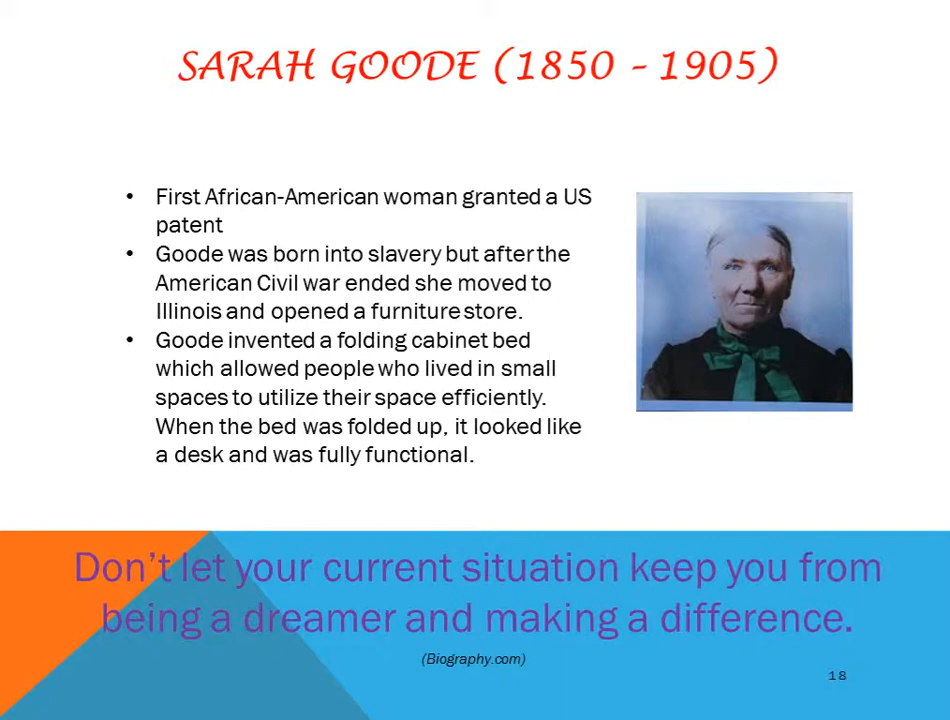 SARAH GOODE (1850 – 1905)
• First African-American woman granted a US
patent
• Goode was born into slavery but after the
American Civil war ended she moved to
Illinois and opened a furniture store.
• Goode invented a folding cabinet bed
which allowed people who lived in small
spaces to utilize their space efficiently.
When the bed was folded up, it looked like
a desk and was fully functional.
Don't let your current situation keep you from
being a dreamer and making a difference.
(Biography.com)
18